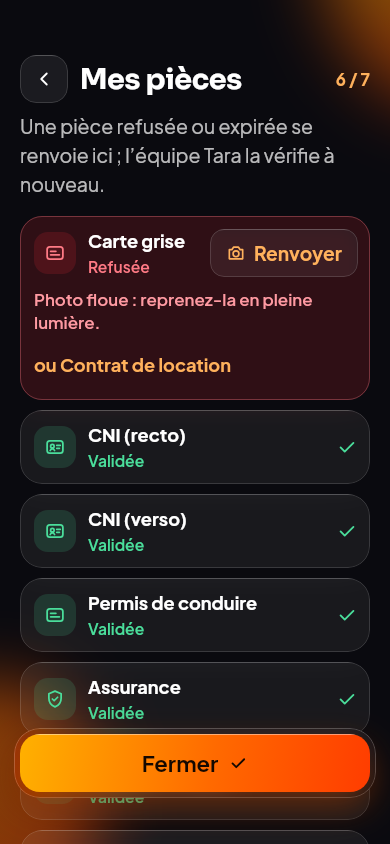 Mes pièces
6 / 7
Une pièce refusée ou expirée se
renvoie ici ; l'équipe Tara la vérifie à
nouveau.
Carte grise
Refusée
Renvoyer
Photo floue : reprenez-la en pleine
lumière.
ou Contrat de location
CNI (recto)
Validée
CNI (verso)
Validée
Permis de conduire
Validée
Assurance
Validée
Fermer
Validée